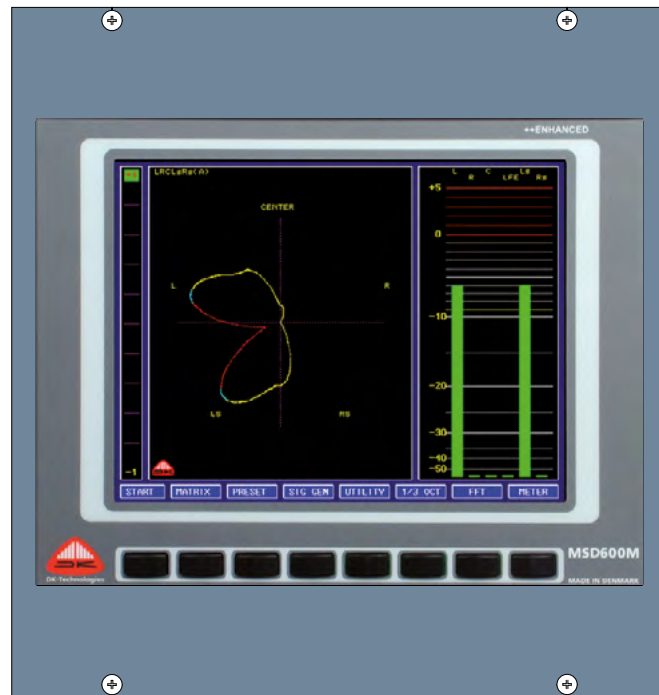 ++ENHANCED
LRCLsRs(A)
CENTER
L
R
LS
RS
-1
L R C LFE Ls Rs
+5
0
-10
-20
-30
-40
-50
START MATRIX PRESET SIG GEN UTILITY 1/3 OCT FFT METER
DK-Technologies
MSD600M
MADE IN DENMARK